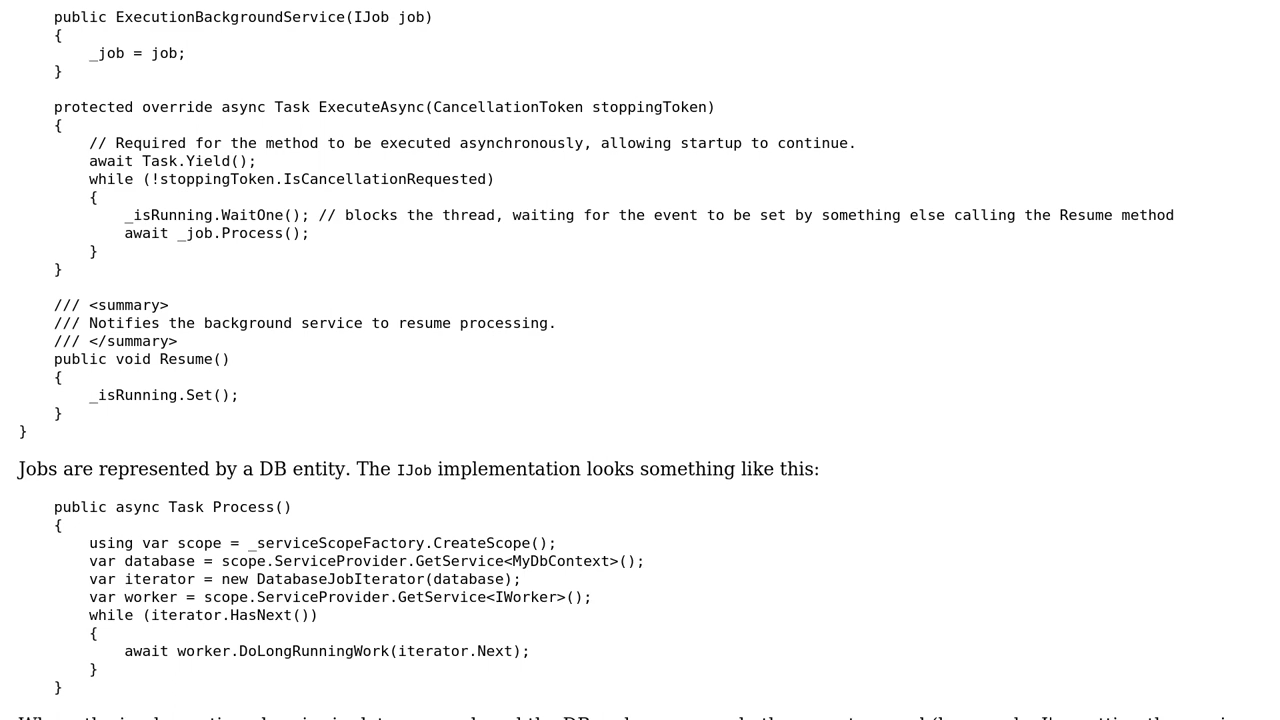 public ExecutionBackgroundService(IJob job)
{
_job = job;
}
protected override async Task ExecuteAsync(CancellationToken stoppingToken)
{
// Required for the method to be executed asynchronously, allowing startup to continue.
await Task.Yield();
while (!stoppingToken.IsCancellationRequested)
{
_isRunning.WaitOne(); // blocks the thread, waiting for the event to be set by something else calling the Resume method
await _job.Process();
}
}
/// <summary>
/// Notifies the background service to resume processing.
/// </summary>
public void Resume()
{
_isRunning.Set();
}
}
Jobs are represented by a DB entity. The IJob implementation looks something like this:
public async Task Process()
{
using var scope = _serviceScopeFactory.CreateScope();
var database = scope.ServiceProvider.GetService<MyDbContext>();
var iterator = new DatabaseJobIterator(database);
var worker = scope.ServiceProvider.GetService<IWorker>();
while (iterator.HasNext())
{
await worker.DoLongRunningWork(iterator.Next);
}
}